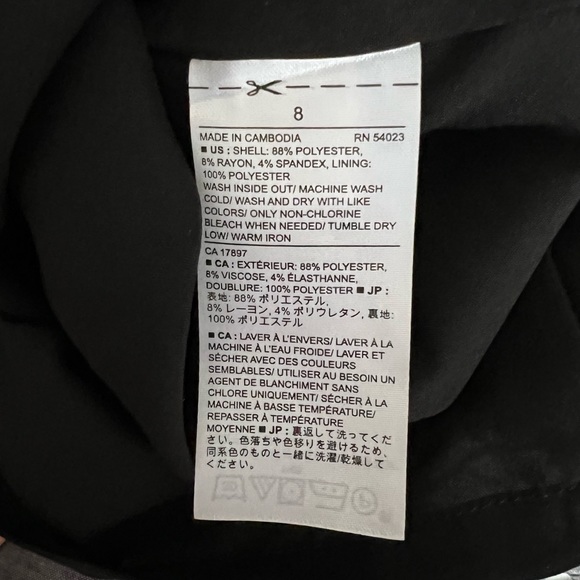 8
MADE IN CAMBODIA RN 54023
■ US : SHELL: 88% POLYESTER,
8% RAYON, 4% SPANDEX, LINING:
100% POLYESTER
WASH INSIDE OUT/ MACHINE WASH
COLD/ WASH AND DRY WITH LIKE
COLORS/ ONLY NON-CHLORINE
BLEACH WHEN NEEDED/ TUMBLE DRY
LOW/ WARM IRON
CA 17897
■ CA : EXTÉRIEUR: 88% POLYESTER,
8% VISCOSE, 4% ÉLASTHANNE,
DOUBLURE: 100% POLYESTER ■ JP :
表地: 88% ポリエステル,
8% レーヨン, 4% ポリウレタン, 裏地:
100% ポリエステル
■ CA : LAVER À L'ENVERS/ LAVER À LA
MACHINE À L'EAU FROIDE/ LAVER ET
SÉCHER AVEC DES COULEURS
SEMBLABLES/ UTILISER AU BESOIN UN
AGENT DE BLANCHIMENT SANS
CHLORE UNIQUEMENT/ SÉCHER À LA
MACHINE À BASSE TEMPÉRATURE/
REPASSER À TEMPÉRATURE
MOYENNE ■ JP : 裏返して洗ってくだ
さい。色落ちや色移りを避けるため、
同系色のものと一緒に洗濯/乾燥して
ください。